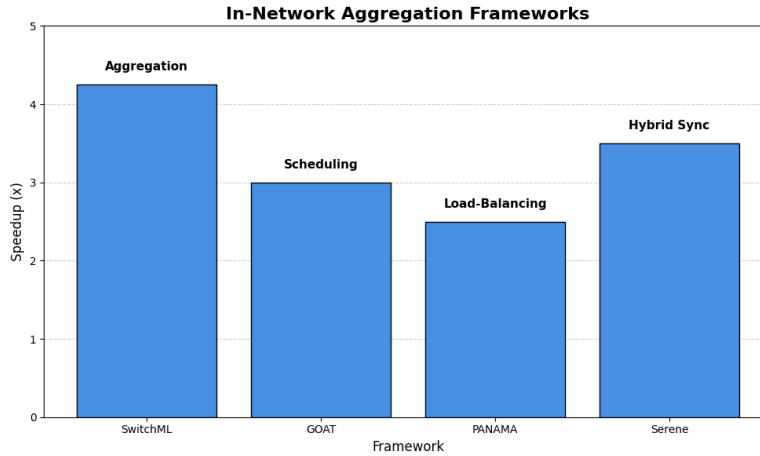 In-Network Aggregation Frameworks
Speedup (x)
5
4
3
2
1
0
Aggregation
Scheduling
Load-Balancing
Hybrid Sync
SwitchML
GOAT
PANAMA
Serene
Framework